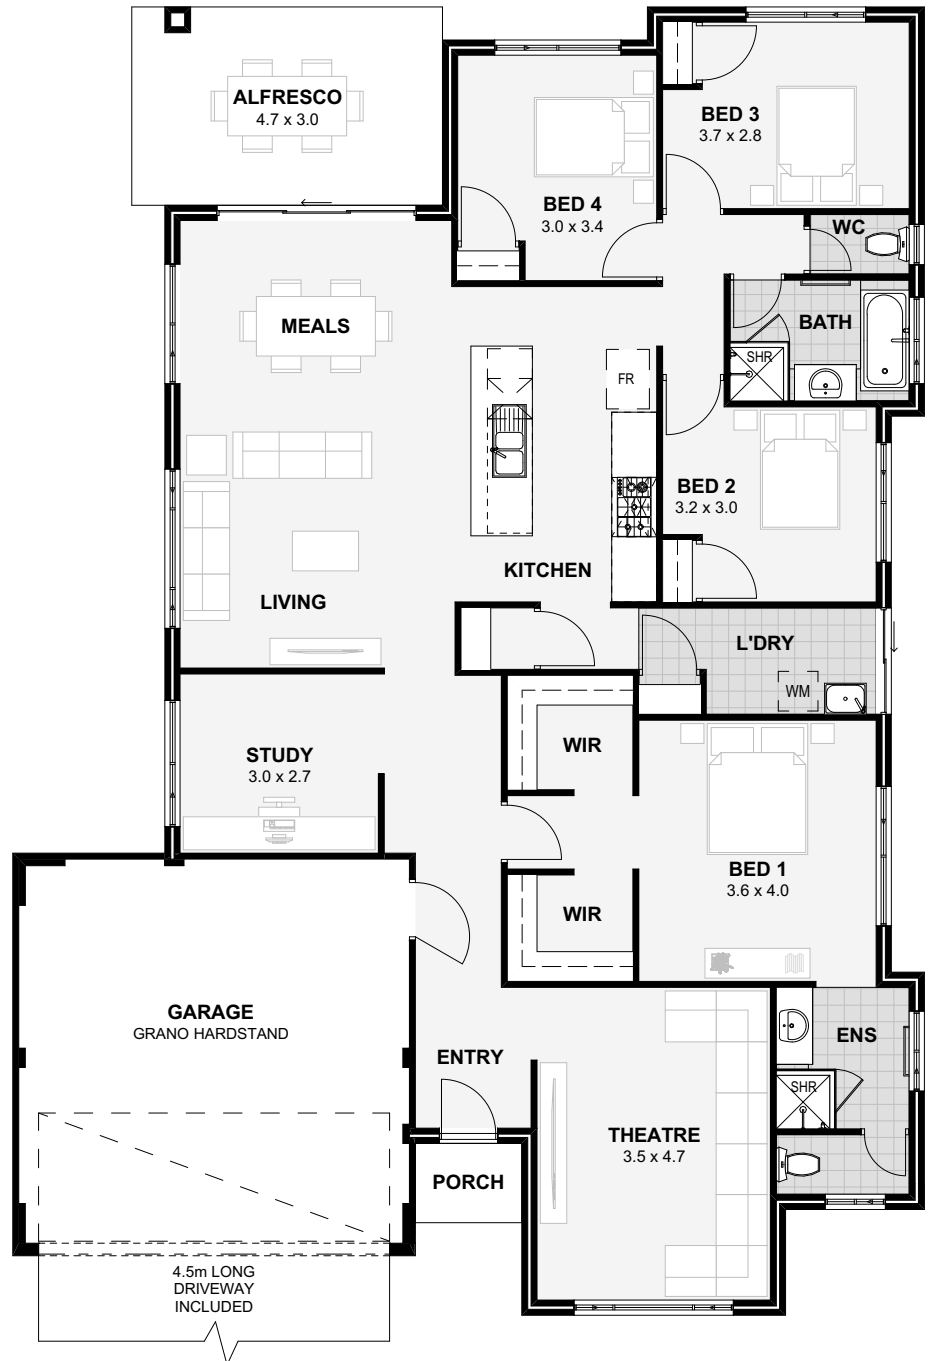 ALFRESCO
4.7 x 3.0
BED 3
3.7 x 2.8
BED 4
3.0 x 3.4
WC
MEALS
BATH
SHR
FR
BED 2
3.2 x 3.0
KITCHEN
LIVING
L'DRY
WM
WIR
STUDY
3.0 x 2.7
BED 1
3.6 x 4.0
WIR
GARAGE
GRANO HARDSTAND
ENTRY
ENS
SHR
THEATRE
3.5 x 4.7
PORCH
4.5m LONG
DRIVEWAY
INCLUDED